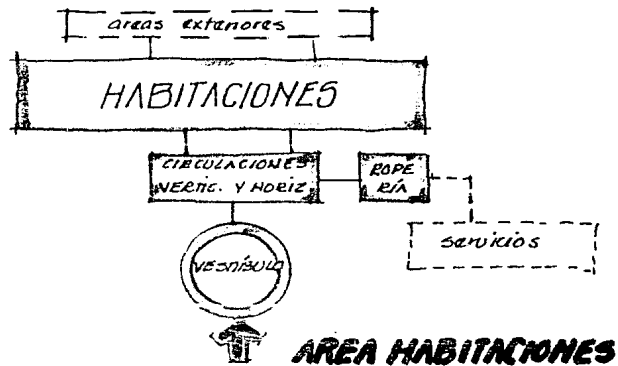 areas exteriores
HABITACIONES
CIRCULACIONES
VERTIC. Y HORIZ.
ROPE
RÍA
servicios
VESTÍBULO
AREA HABITACIONES